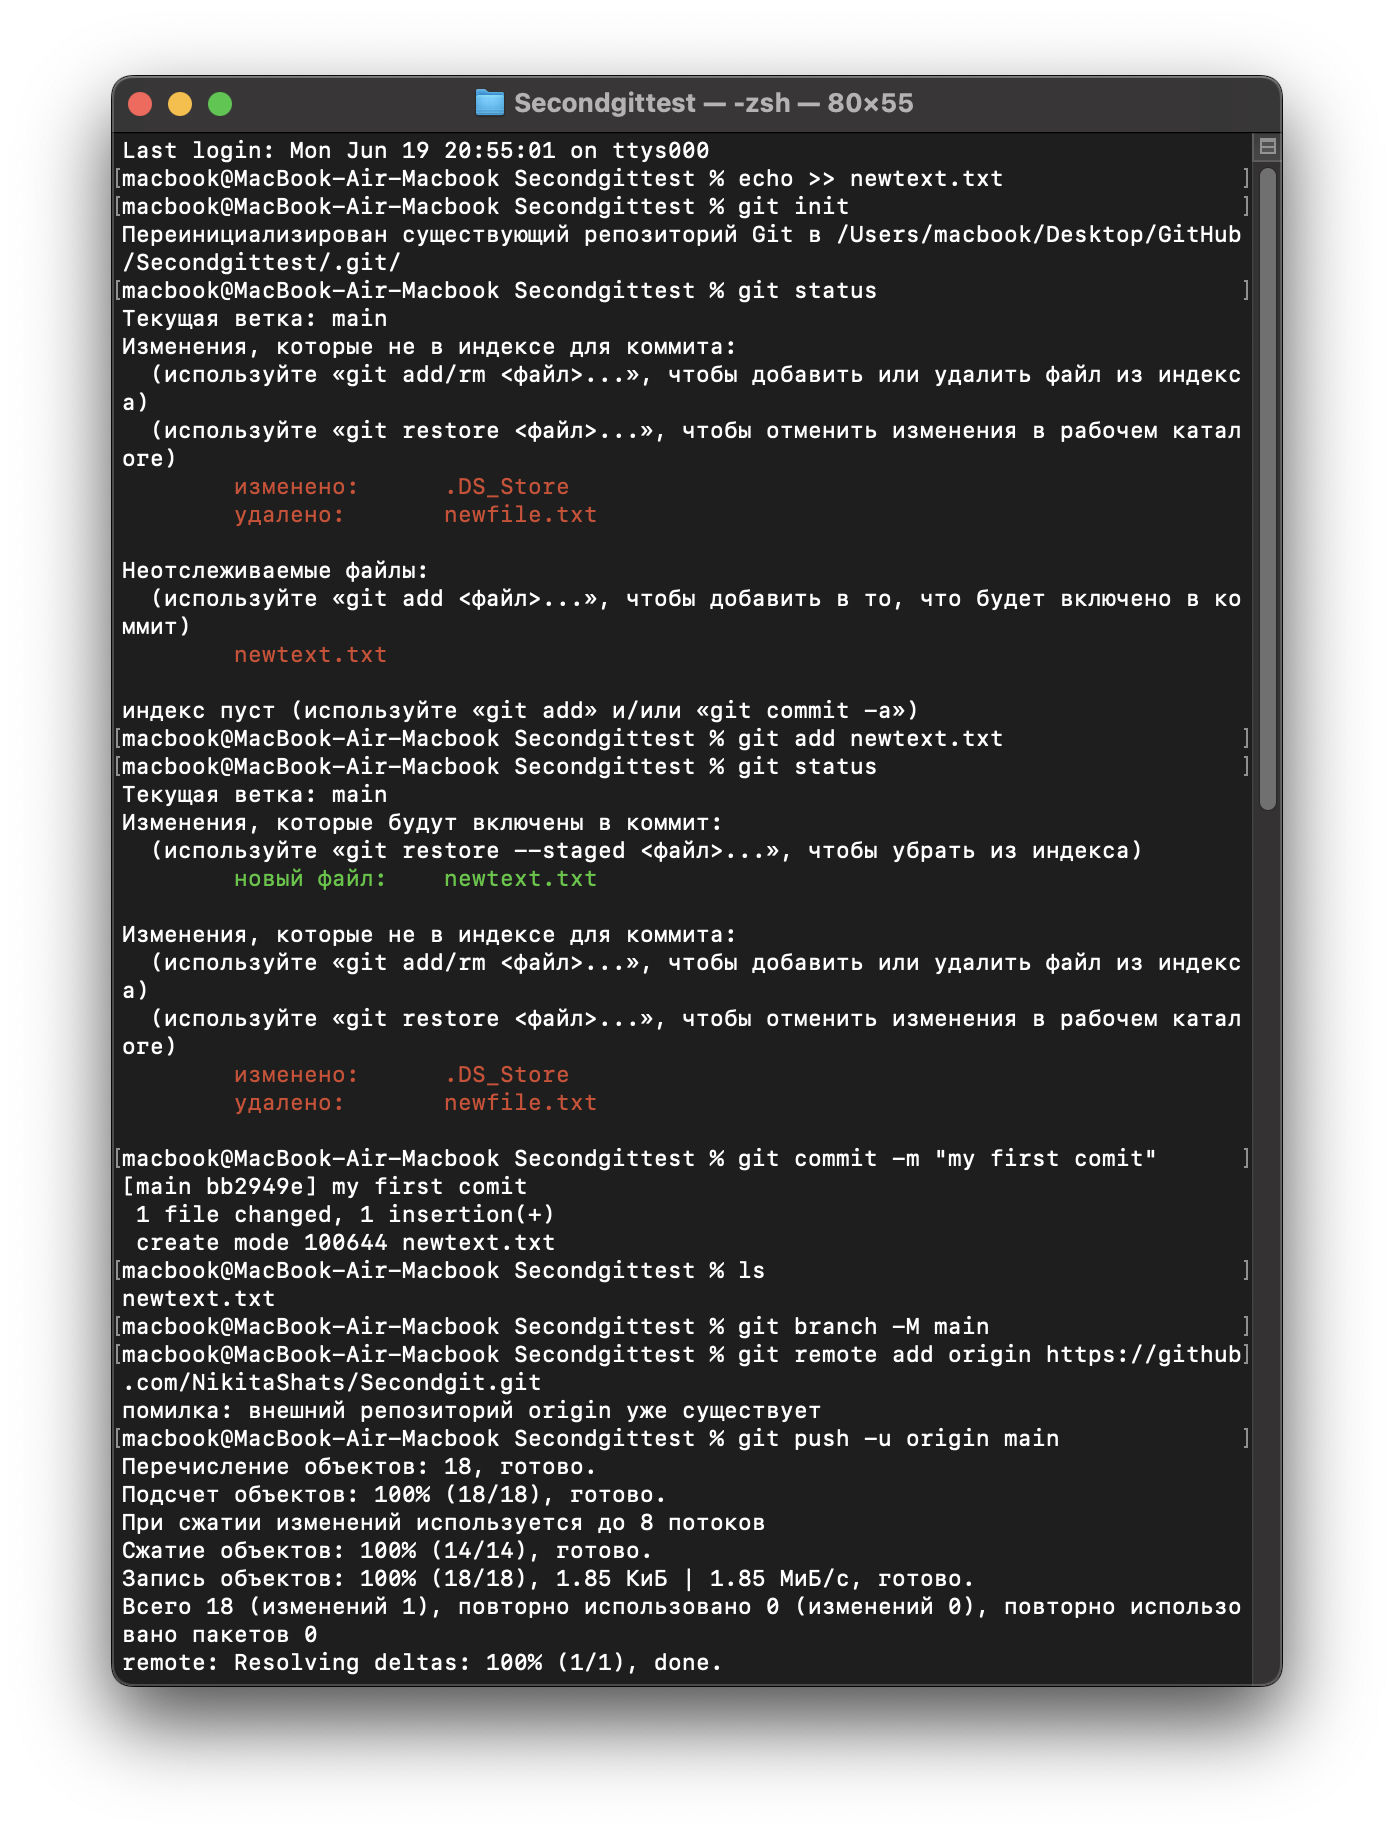 Secondgittest — -zsh — 80×55
Last login: Mon Jun 19 20:55:01 on ttys000
[macbook@MacBook-Air-Macbook Secondgittest % echo >> newtext.txt ]
[macbook@MacBook-Air-Macbook Secondgittest % git init ]
Переинициализирован существующий репозиторий Git в /Users/macbook/Desktop/GitHub
/Secondgittest/.git/
[macbook@MacBook-Air-Macbook Secondgittest % git status ]
Текущая ветка: main
Изменения, которые не в индексе для коммита:
  (используйте «git add/rm <файл>...», чтобы добавить или удалить файл из индекс
а)
  (используйте «git restore <файл>...», чтобы отменить изменения в рабочем катал
оге)
        изменено:      .DS_Store
        удалено:       newfile.txt

Неотслеживаемые файлы:
  (используйте «git add <файл>...», чтобы добавить в то, что будет включено в ко
ммит)
        newtext.txt

индекс пуст (используйте «git add» и/или «git commit -a»)
[macbook@MacBook-Air-Macbook Secondgittest % git add newtext.txt ]
[macbook@MacBook-Air-Macbook Secondgittest % git status ]
Текущая ветка: main
Изменения, которые будут включены в коммит:
  (используйте «git restore --staged <файл>...», чтобы убрать из индекса)
        новый файл:    newtext.txt

Изменения, которые не в индексе для коммита:
  (используйте «git add/rm <файл>...», чтобы добавить или удалить файл из индекс
а)
  (используйте «git restore <файл>...», чтобы отменить изменения в рабочем катал
оге)
        изменено:      .DS_Store
        удалено:       newfile.txt

[macbook@MacBook-Air-Macbook Secondgittest % git commit -m "my first comit" ]
[main bb2949e] my first comit
 1 file changed, 1 insertion(+)
 create mode 100644 newtext.txt
[macbook@MacBook-Air-Macbook Secondgittest % ls ]
newtext.txt
[macbook@MacBook-Air-Macbook Secondgittest % git branch -M main ]
[macbook@MacBook-Air-Macbook Secondgittest % git remote add origin https://github]
.com/NikitaShats/Secondgit.git
помилка: внешний репозиторий origin уже существует
[macbook@MacBook-Air-Macbook Secondgittest % git push -u origin main ]
Перечисление объектов: 18, готово.
Подсчет объектов: 100% (18/18), готово.
При сжатии изменений используется до 8 потоков
Сжатие объектов: 100% (14/14), готово.
Запись объектов: 100% (18/18), 1.85 КиБ | 1.85 МиБ/с, готово.
Всего 18 (изменений 1), повторно использовано 0 (изменений 0), повторно использо
вано пакетов 0
remote: Resolving deltas: 100% (1/1), done.